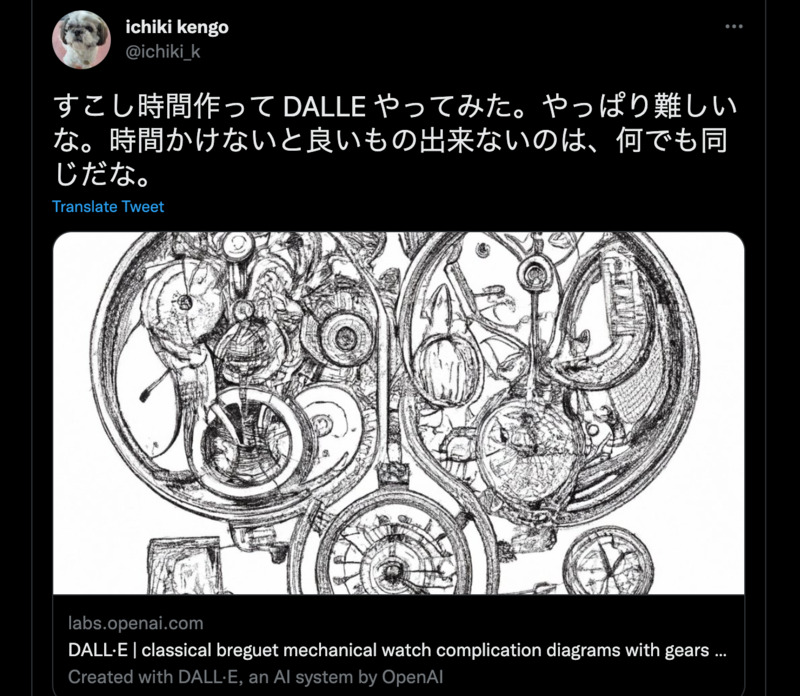 ichiki kengo
@ichiki_k
すこし時間作って DALLE やってみた。やっぱり難しい
な。時間かけないと良いもの出来ないのは、何でも同
じだな。
Translate Tweet
labs.openai.com
DALL·E | classical breguet mechanical watch complication diagrams with gears ...
Created with DALL·E, an AI system by OpenAI